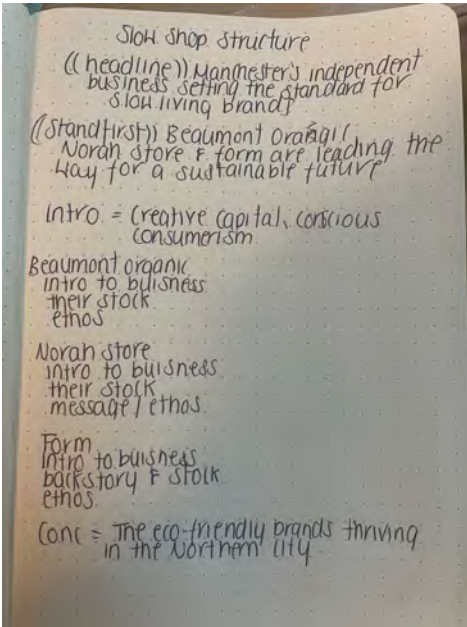 Slow shop structure
((headline)) Manchester's independent
business setting the standard for
slow living brands
((standfirst)) Beaumont Orangic
Norah store & form are leading the
way for a sustainable future
intro = Creative capital, conscious
consumerism
Beaumont organic
intro to buisness
their stock
ethos
Norah store
intro to buisness
their stock
message / ethos
Form
intro to buisness
backstory & stock
ethos
Conc = The eco-friendly brands thriving
in the Northern City